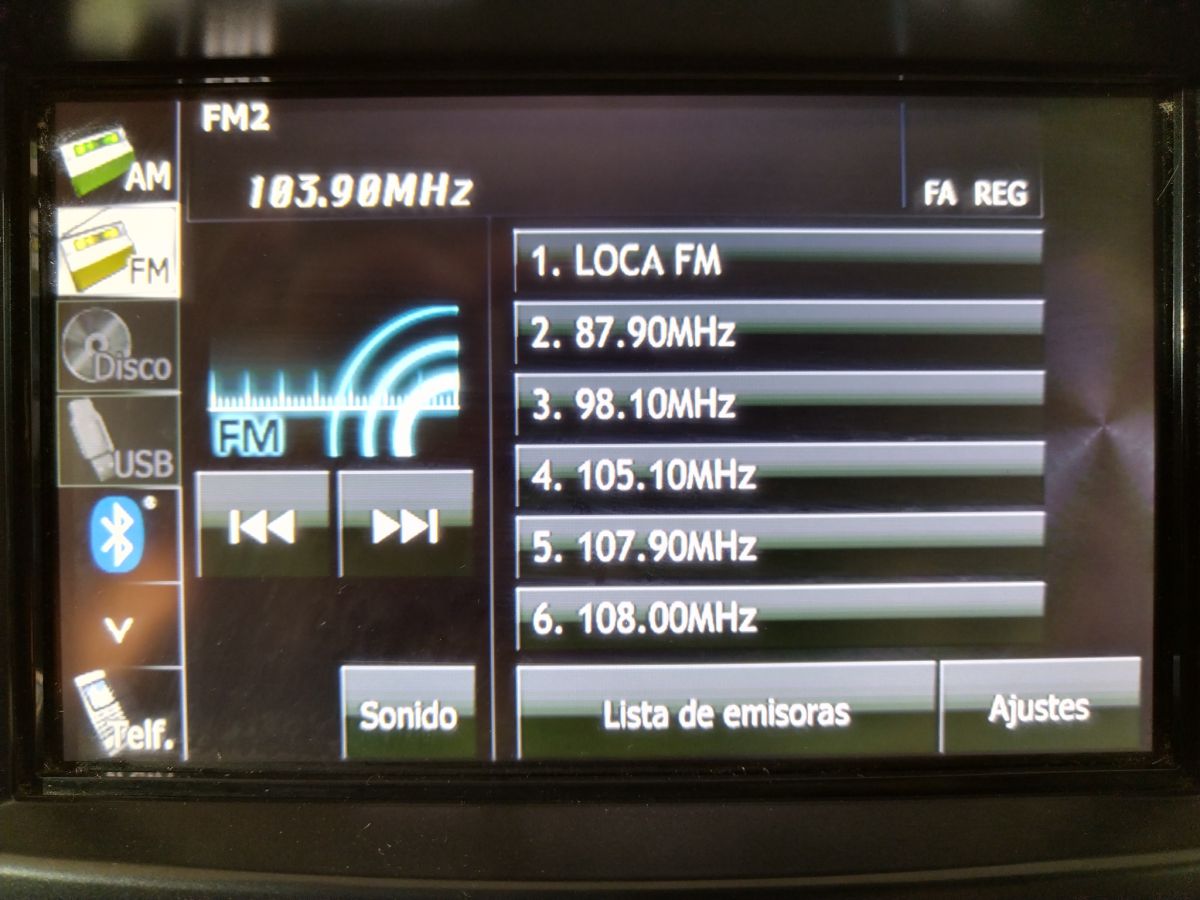 FM2
103.90MHz
FA REG
AM
FM
Disco
USB
Telf.
FM
1. LOCA FM
2. 87.90MHz
3. 98.10MHz
4. 105.10MHz
5. 107.90MHz
6. 108.00MHz
Sonido
Lista de emisoras
Ajustes